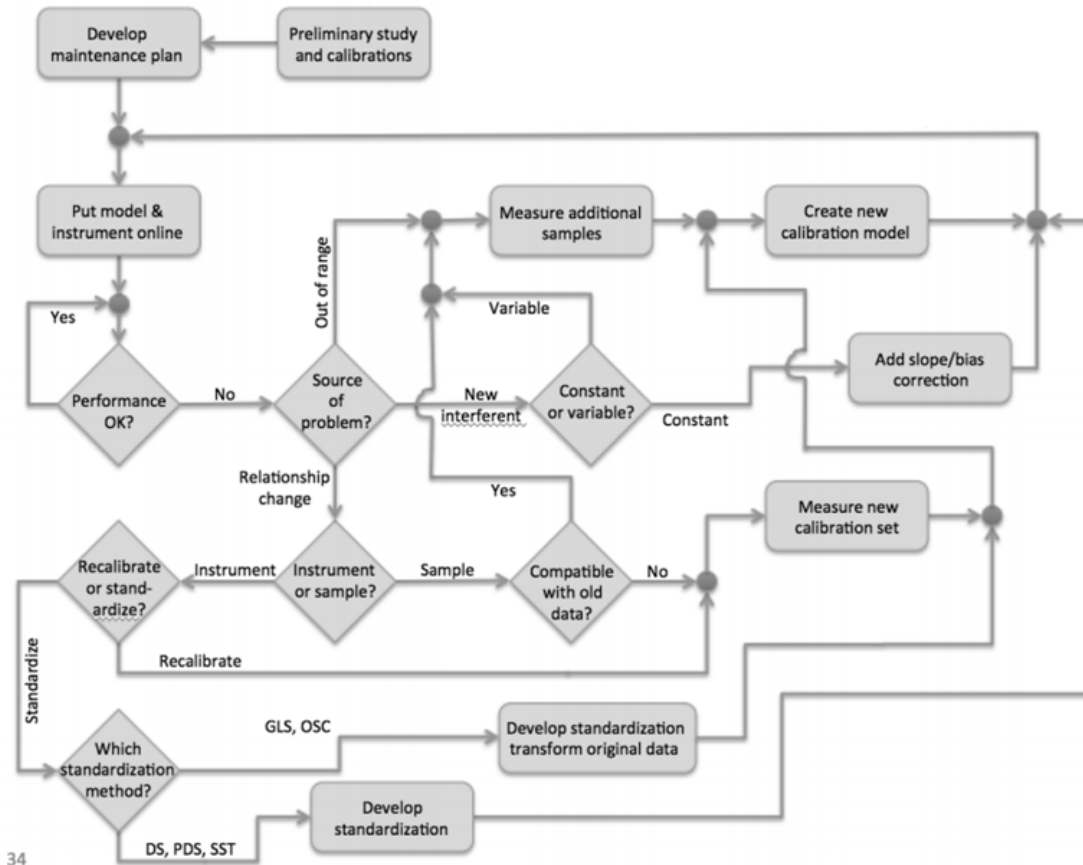 Develop
maintenance plan
Preliminary study
and calibrations
Put model &
instrument online
Measure additional
samples
Create new
calibration model
Out of range
Yes
Variable
Add slope/bias
correction
Performance
OK?
No
Source
of
problem?
New
interferent
Constant
or variable?
Constant
Relationship
change
Yes
Measure new
calibration set
Recalibrate
or stand-
ardize?
Instrument
Instrument
or sample?
Sample
Compatible
with old
data?
No
Recalibrate
Standardize
GLS, OSC
Develop standardization
transform original data
Which
standardization
method?
Develop
standardization
DS, PDS, SST
34